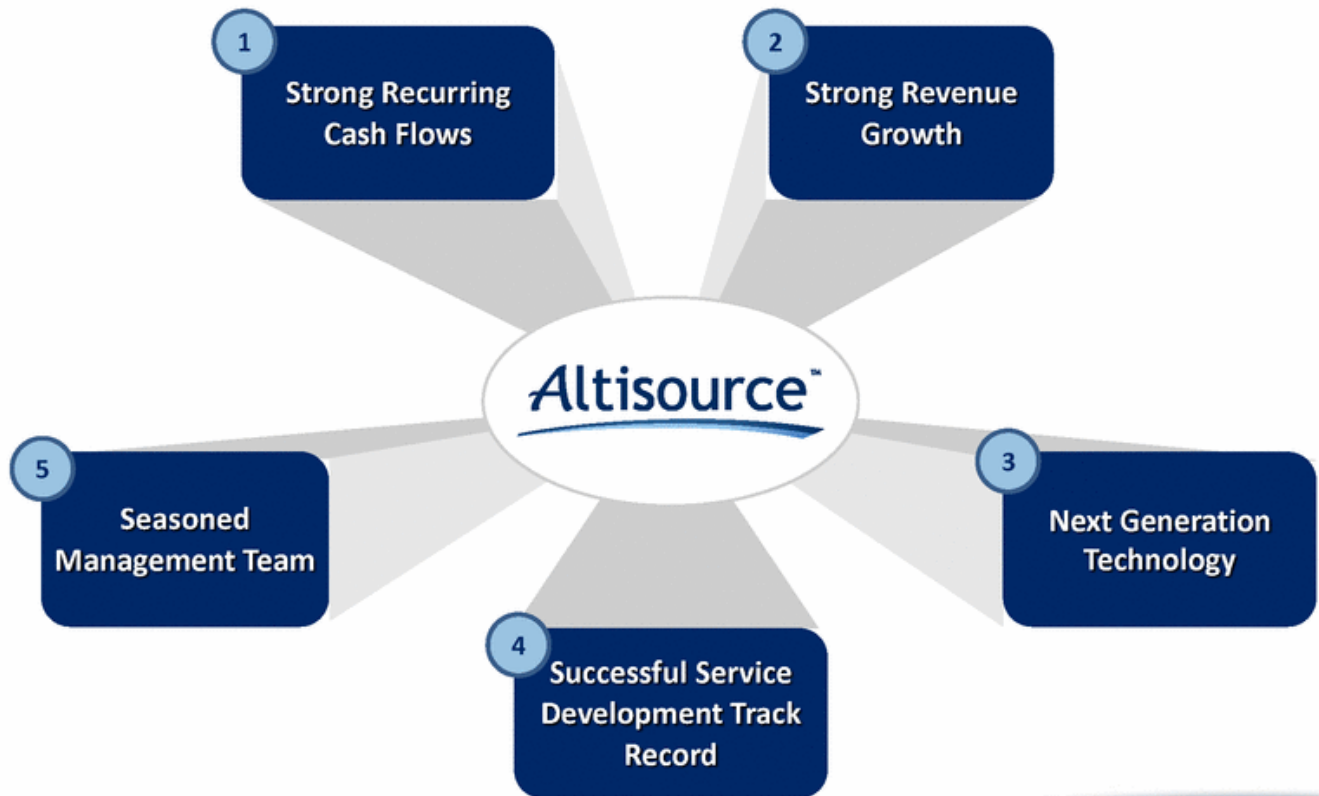 1
Strong Recurring
Cash Flows
2
Strong Revenue
Growth
Altisource™
3
Next Generation
Technology
4
Successful Service
Development Track
Record
5
Seasoned
Management Team